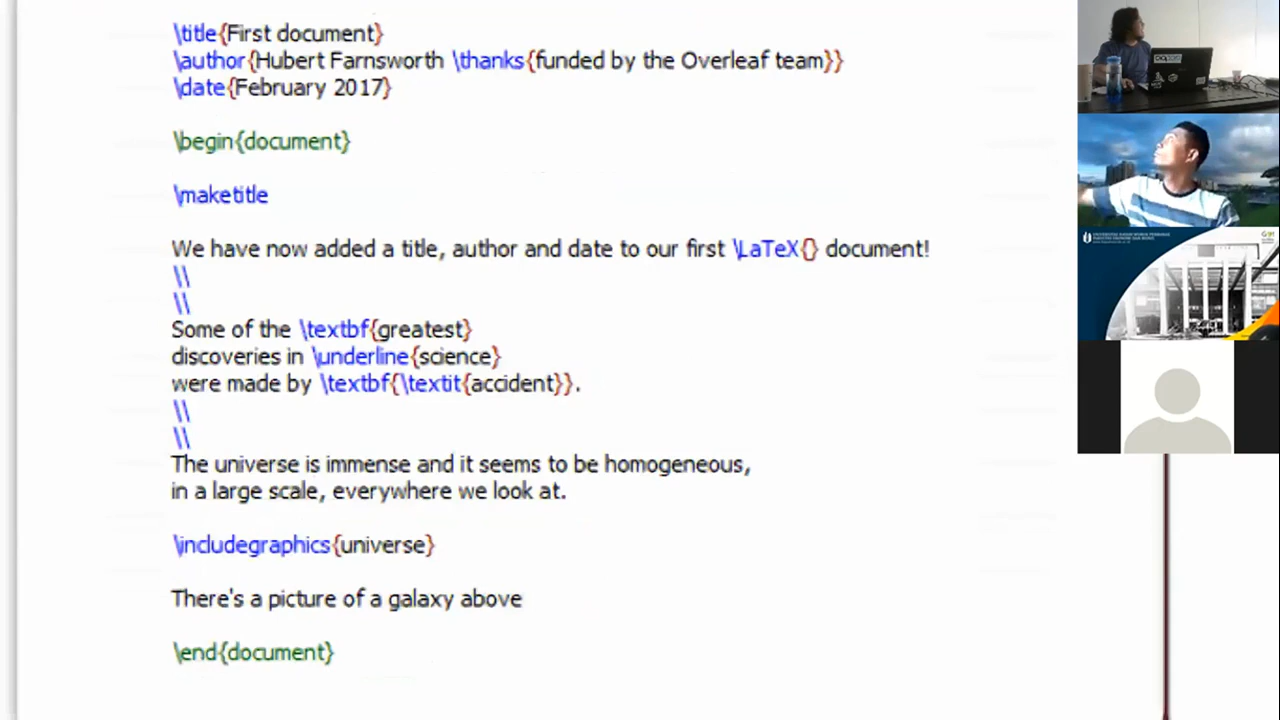 \title{First document}
\author{Hubert Farnsworth \thanks{funded by the Overleaf team}}
\date{February 2017}
\begin{document}
\maketitle
We have now added a title, author and date to our first \LaTeX{} document!
\\
\\
Some of the \textbf{greatest}
discoveries in \underline{science}
were made by \textbf{\textit{accident}}.
\\
\\
The universe is immense and it seems to be homogeneous,
in a large scale, everywhere we look at.
\includegraphics{universe}
There's a picture of a galaxy above
\end{document}